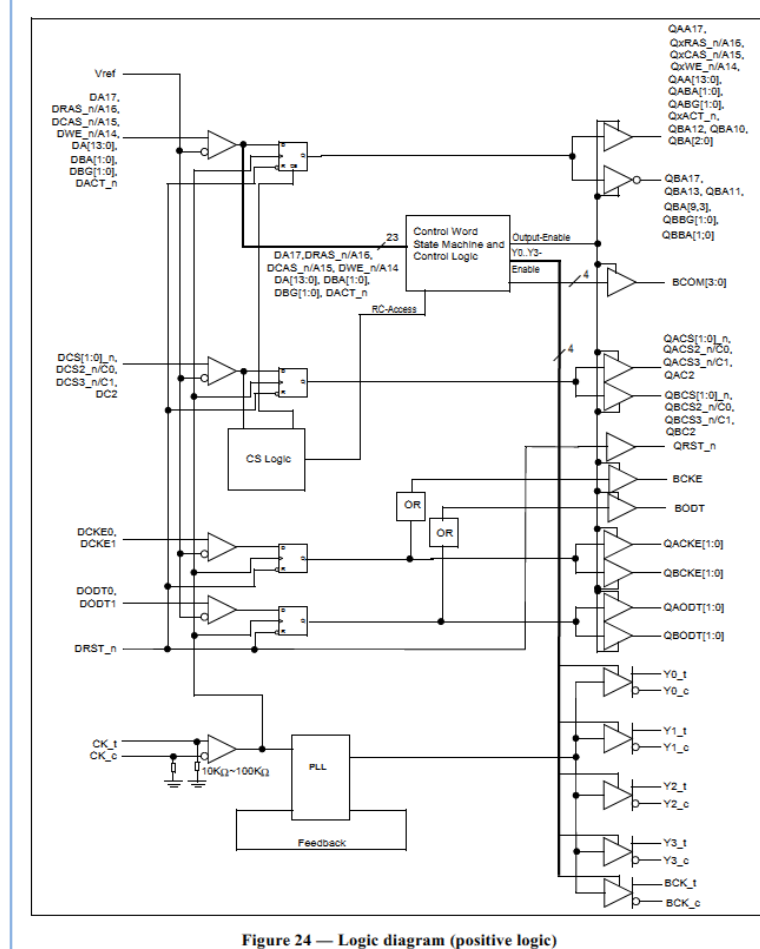 QAA17,
QxRAS_n/A16,
QxCAS_n/A15,
QxWE_n/A14,
QAA[13:0],
QABA[1:0],
QABG[1:0],
QxACT_n,
QBA12, QBA10,
QBA[2:0]
Vref
DA17,
DRAS_n/A16,
DCAS_n/A15,
DWE_n/A14,
DA[13:0],
DBA[1:0],
DBG[1:0],
DACT_n
D
Q
R
CE
QBA17,
QBA13, QBA11,
QBA[9,3],
QBBG[1:0],
QBBA[1;0]
23
Control Word
State Machine and
Control Logic
Output-Enable
Y0..Y3-
Enable
DA17,DRAS_n/A16,
DCAS_n/A15, DWE_n/A14
DA[13:0], DBA[1:0],
DBG[1:0], DACT_n
4
BCOM[3:0]
RC-Access
4
DCS[1:0]_n,
DCS2_n/C0,
DCS3_n/C1,
DC2
D
Q
R
QACS[1:0]_n,
QACS2_n/C0,
QACS3_n/C1,
QAC2
QBCS[1:0]_n,
QBCS2_n/C0,
QBCS3_n/C1,
QBC2
CS Logic
QRST_n
BCKE
OR
BODT
OR
DCKE0,
DCKE1
D
Q
R
QACKE[1:0]
QBCKE[1:0]
DODT0,
DODT1
D
Q
R
QAODT[1:0]
QBODT[1:0]
DRST_n
Y0_t
Y0_c
CK_t
CK_c
10KΩ~100KΩ
PLL
Feedback
Y1_t
Y1_c
Y2_t
Y2_c
Y3_t
Y3_c
BCK_t
BCK_c
Figure 24 — Logic diagram (positive logic)